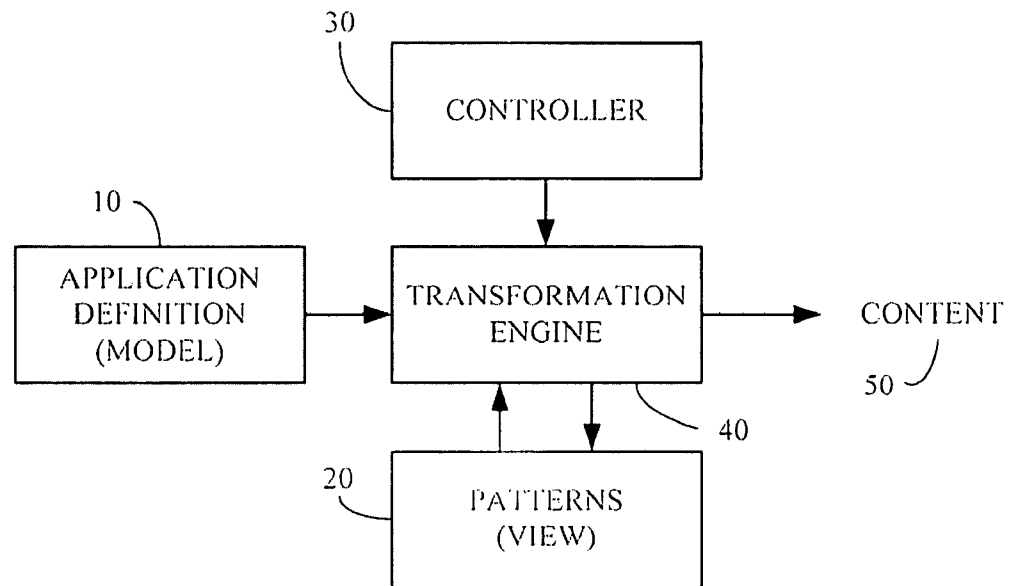 30
CONTROLLER
10
APPLICATION
DEFINITION
(MODEL)
TRANSFORMATION
ENGINE
CONTENT
50
40
20
PATTERNS
(VIEW)